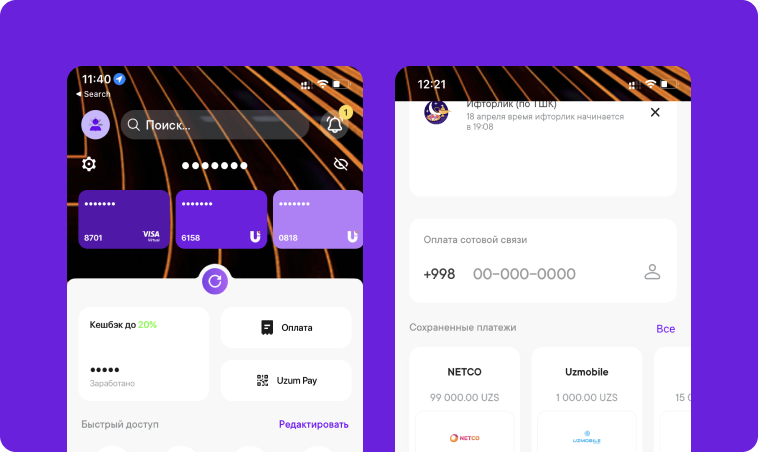 11:40
◀ Search
1
Поиск...
•••••••
•••••••
•••••••
•••••••
8701
VISA
Virtual
6158
0818
Кешбэк до 20%
•••••
Заработано
Оплата
Uzum Pay
Быстрый доступ
Редактировать
12:21
Ифторлик (по ТШК)
18 апреля время ифторлик начинается
в 19:08
Оплата сотовой связи
+998
00-000-0000
Сохраненные платежи
Все
NETCO
99 000.00 UZS
NETCO
Uzmobile
1 000.00 UZS
UZMOBILE
15 0